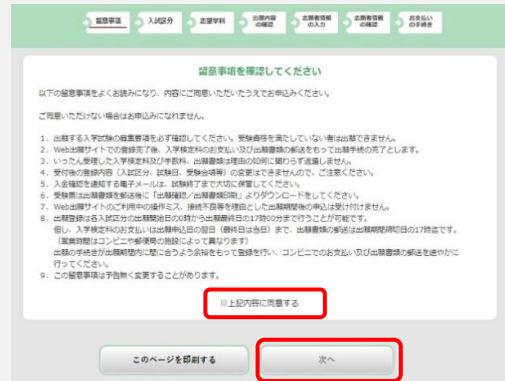 留意事項
入試区分
志望学科
出願内容の確認
志願者情報の入力
志願者情報の確認
お支払いの手続き
留意事項を確認してください
以下の留意事項をよくお読みになり、内容にご同意いただいたうえでお申込みください。
ご同意いただけない場合はお申込みになれません。
1. 出願する入学試験の募集要項を必ず確認してください。受験資格を満たしていない者は出願できません。
2. Web出願サイトでの登録完了後、入学検定料のお支払い及び出願書類の郵送をもって出願手続の完了とします。
3. いったん受理した入学検定料及び手数料、出願書類は理由の如何に関わらず返還しません。
4. 受付後の登録内容（入試区分、試験日、受験会場等）の変更はできませんので、ご注意ください。
5. 入金確認を通知する電子メールは、試験終了まで大切に保管してください。
6. 受験票は出願書類を郵送後に「出願確認／出願書類印刷」よりダウンロードをしてください。
7. Web出願サイトのご利用中の操作ミス、接続不良等を理由とした出願期間後の申込は受け付けません。
8. 出願登録は各入試区分の出願開始日の0時から出願最終日の17時00分まで行うことが可能です。
但し、入学検定料のお支払いは出願申込日の翌日（最終日は当日）まで、出願書類の郵送は出願期間締切日の17時迄です。
（営業時間はコンビニや郵便局の施設によって異なります）
出願の手続きが出願期間内に間に合うよう余裕をもって登録を行い、コンビニでのお支払い及び出願書類の郵送を速やかに
行ってください。
9. この留意事項は予告無く変更することがあります。
上記内容に同意する
このページを印刷する
次へ